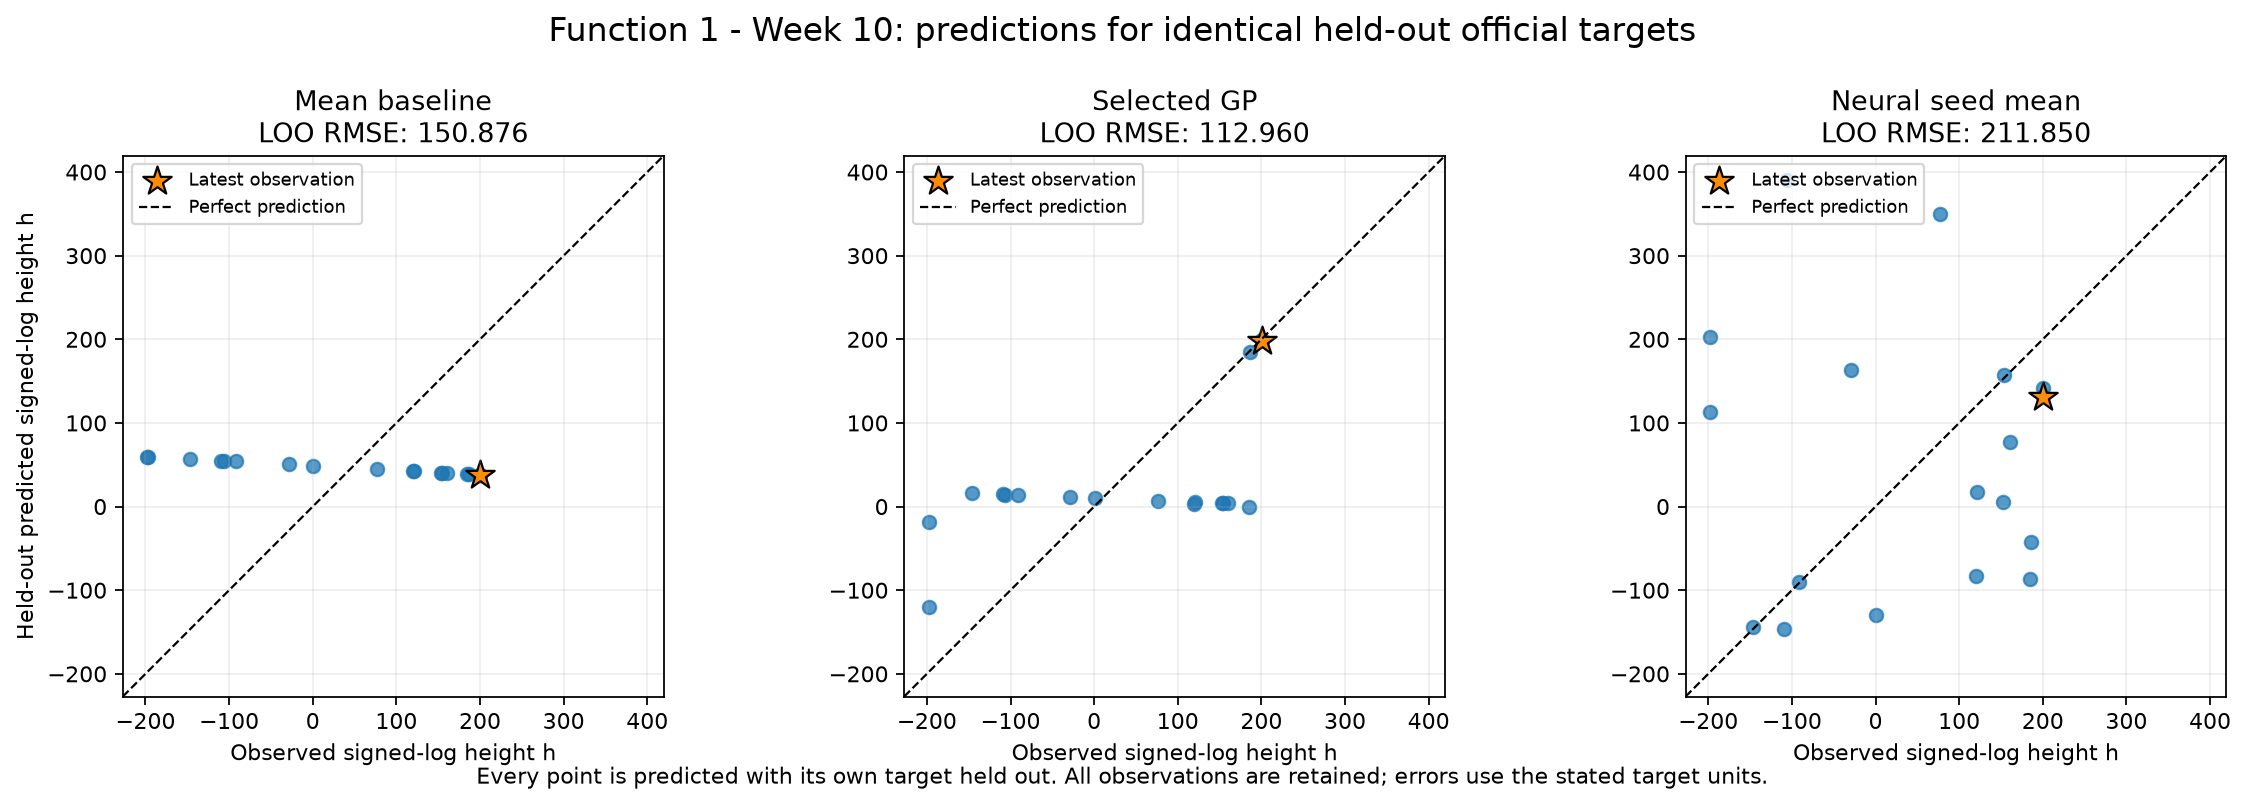 Function 1 - Week 10: predictions for identical held-out official targets
Mean baseline
LOO RMSE: 150.876
Held-out predicted signed-log height h
400
300
200
100
0
−100
−200
Latest observation
Perfect prediction
−200 −100 0 100 200 300 400
Observed signed-log height h
Selected GP
LOO RMSE: 112.960
400
300
200
100
0
−100
−200
Latest observation
Perfect prediction
−200 −100 0 100 200 300 400
Observed signed-log height h
Neural seed mean
LOO RMSE: 211.850
400
300
200
100
0
−100
−200
Latest observation
Perfect prediction
−200 −100 0 100 200 300 400
Observed signed-log height h
Every point is predicted with its own target held out. All observations are retained; errors use the stated target units.